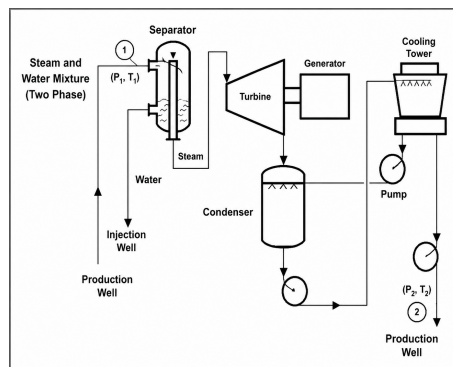 Separator
Steam and
Water Mixture
(Two Phase)
1
(P1, T1)
Turbine
Generator
Cooling
Tower
Steam
Water
Injection
Well
Production
Well
Condenser
Pump
(P2, T2)
2
Production
Well